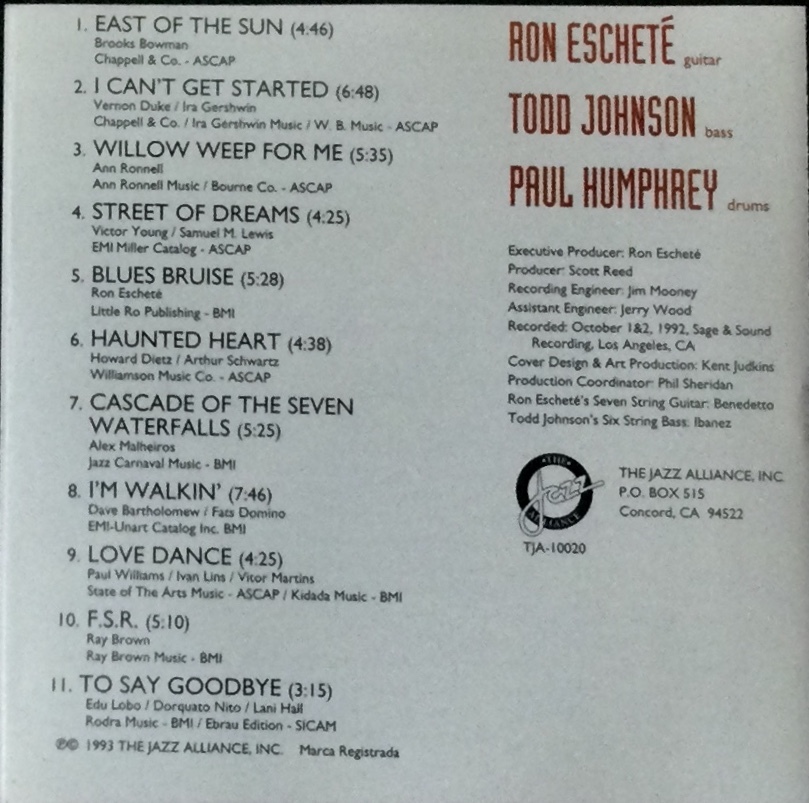 1. EAST OF THE SUN (4:46)
Brooks Bowman
Chappell & Co. - ASCAP
2. I CAN'T GET STARTED (6:48)
Vernon Duke / Ira Gershwin
Chappell & Co. / Ira Gershwin Music / W. B. Music - ASCAP
3. WILLOW WEEP FOR ME (5:35)
Ann Ronnell
Ann Ronnell Music / Bourne Co. - ASCAP
4. STREET OF DREAMS (4:25)
Victor Young / Samuel M. Lewis
EMI Miller Catalog - ASCAP
5. BLUES BRUISE (5:28)
Ron Escheté
Little Ro Publishing - BMI
6. HAUNTED HEART (4:38)
Howard Dietz / Arthur Schwartz
Williamson Music Co. - ASCAP
7. CASCADE OF THE SEVEN
WATERFALLS (5:25)
Alex Malheiros
Jazz Carnaval Music - BMI
8. I'M WALKIN' (7:46)
Dave Bartholomew / Fats Domino
EMI-Unart Catalog Inc. BMI
9. LOVE DANCE (4:25)
Paul Williams / Ivan Lins / Vitor Martins
State of The Arts Music - ASCAP / Kidada Music - BMI
10. F.S.R. (5:10)
Ray Brown
Ray Brown Music - BMI
11. TO SAY GOODBYE (3:15)
Edu Lobo / Dorquato Nito / Lani Hall
Rodra Music - BMI / Ebrau Edition - SICAM
℗© 1993 THE JAZZ ALLIANCE, INC. Marca Registrada
RON ESCHETÉ guitar
TODD JOHNSON bass
PAUL HUMPHREY drums
Executive Producer: Ron Escheté
Producer: Scott Reed
Recording Engineer: Jim Mooney
Assistant Engineer: Jerry Wood
Recorded: October 1&2, 1992, Sage & Sound
Recording, Los Angeles, CA
Cover Design & Art Production: Kent Judkins
Production Coordinator: Phil Sheridan
Ron Escheté's Seven String Guitar: Benedetto
Todd Johnson's Six String Bass: Ibanez
THE
Jazz
ALLIANCE
TJA-10020
THE JAZZ ALLIANCE, INC.
P.O. BOX 515
Concord, CA 94522